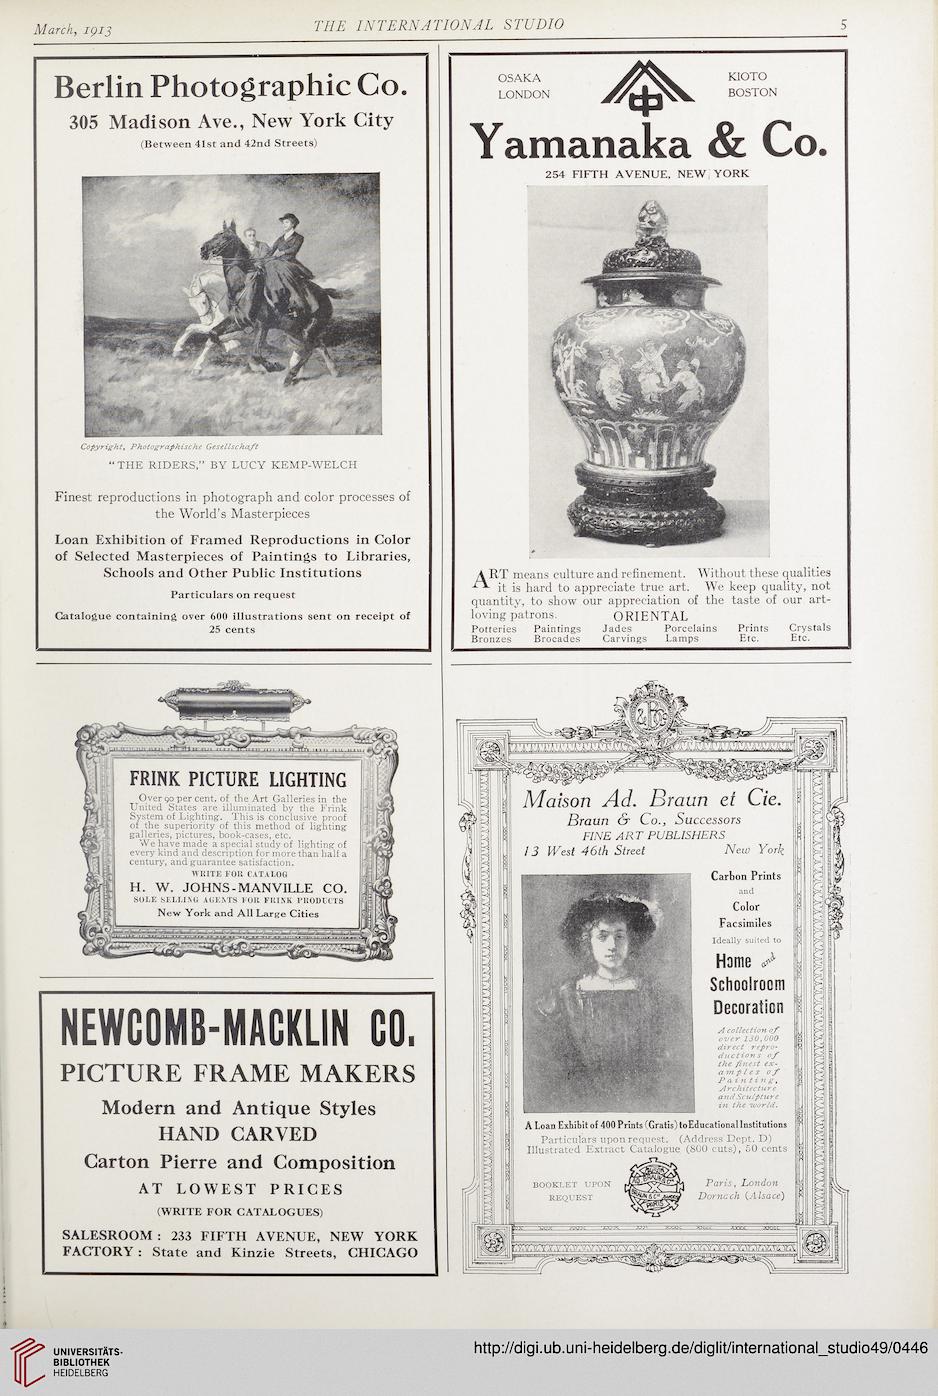 March, 1913
THE INTERNATIONAL STUDIO
5
Berlin Photographic Co.
305 Madison Ave., New York City
(Between 41st and 42nd Streets)
Copyright, Photographische Gesellschaft
"THE RIDERS," BY LUCY KEMP-WELCH
Finest reproductions in photograph and color processes of
the World's Masterpieces
Loan Exhibition of Framed Reproductions in Color
of Selected Masterpieces of Paintings to Libraries,
Schools and Other Public Institutions
Particulars on request
Catalogue containing over 600 illustrations sent on receipt of
25 cents
OSAKA
LONDON
中
KIOTO
BOSTON
Yamanaka & Co.
254 FIFTH AVENUE, NEW YORK
ART means culture and refinement. Without these qualities
it is hard to appreciate true art. We keep quality, not
quantity, to show our appreciation of the taste of our art-
loving patrons. ORIENTAL
Potteries Paintings Jades Porcelains Prints Crystals
Bronzes Brocades Carvings Lamps Etc. Etc.
FRINK PICTURE LIGHTING
Over 90 per cent. of the Art Galleries in the
United States are illuminated by the Frink
System of Lighting. This is conclusive proof
of the superiority of this method of lighting
galleries, pictures, book-cases, etc.
We have made a special study of lighting of
every kind and description for more than half a
century, and guarantee satisfaction.
WRITE FOR CATALOG
H. W. JOHNS-MANVILLE CO.
SOLE SELLING AGENTS FOR FRINK PRODUCTS
New York and All Large Cities
NEWCOMB-MACKLIN CO.
PICTURE FRAME MAKERS
Modern and Antique Styles
HAND CARVED
Carton Pierre and Composition
AT LOWEST PRICES
(WRITE FOR CATALOGUES)
SALESROOM: 233 FIFTH AVENUE, NEW YORK
FACTORY: State and Kinzie Streets, CHICAGO
Maison Ad. Braun et Cie.
Braun & Co., Successors
FINE ART PUBLISHERS
13 West 46th Street New York
Carbon Prints
and
Color
Facsimiles
Ideally suited to
Home and
Schoolroom
Decoration
A collection of
over 130,000
direct repro-
ductions of
the finest ex-
amples of
Painting,
Architecture
and Sculpture
in the world.
A Loan Exhibit of 400 Prints (Gratis) to Educational Institutions
Particulars upon request. (Address Dept. D)
Illustrated Extract Catalogue (800 cuts), 50 cents
BOOKLET UPON
REQUEST
Paris, London
Dornach (Alsace)
UNIVERSITÄTS-
BIBLIOTHEK
HEIDELBERG
http://digi.ub.uni-heidelberg.de/diglit/international_studio49/0446